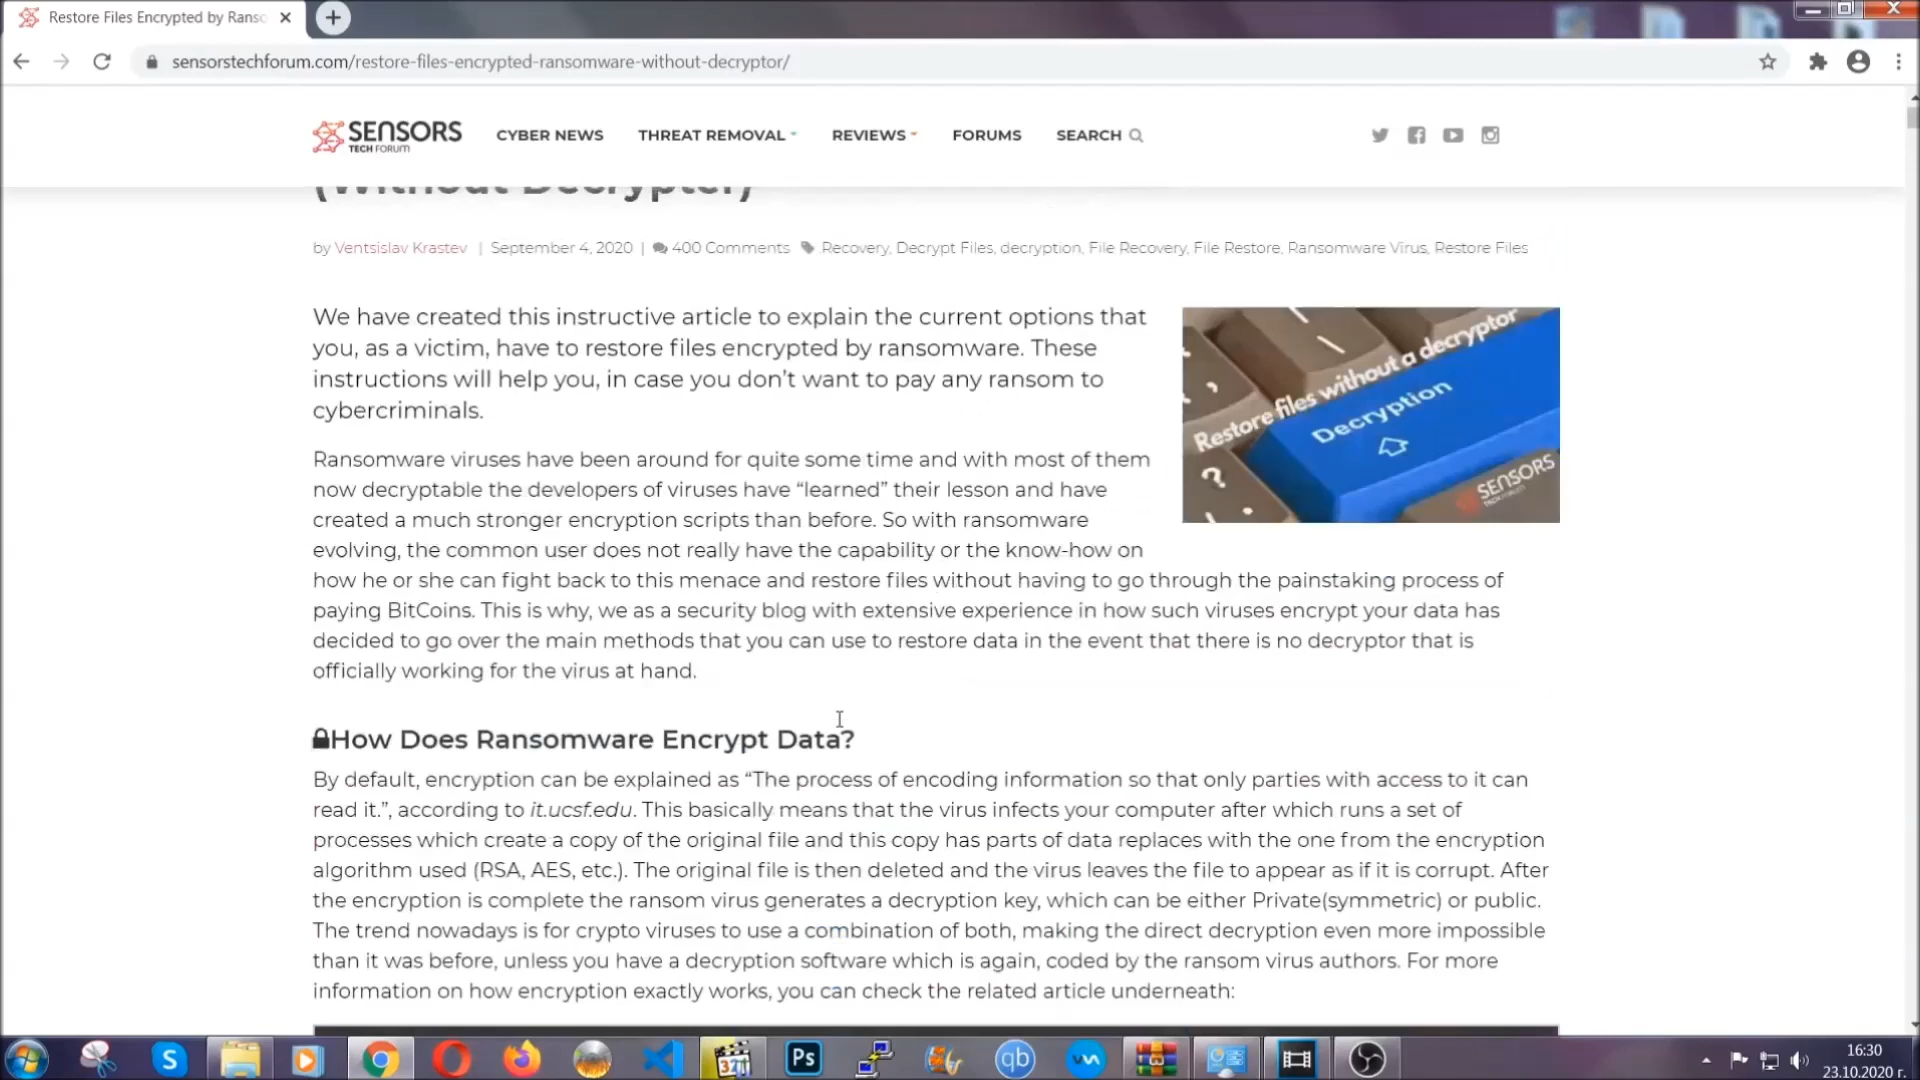 Restore Files Encrypted by Ranso
sensorstechforum.com/restore-files-encrypted-ransomware-without-decryptor/
SENSORS
TECH FORUM
CYBER NEWS
THREAT REMOVAL
REVIEWS
FORUMS
SEARCH
(Without Decrypter)
by Ventsislav Krastev | September 4, 2020 | 400 Comments Recovery, Decrypt Files, decryption, File Recovery, File Restore, Ransomware Virus, Restore Files
We have created this instructive article to explain the current options that
you, as a victim, have to restore files encrypted by ransomware. These
instructions will help you, in case you don’t want to pay any ransom to
cybercriminals.
Restore files without a decryptor
Decryption
SENSORS
Ransomware viruses have been around for quite some time and with most of them
now decryptable the developers of viruses have “learned” their lesson and have
created a much stronger encryption scripts than before. So with ransomware
evolving, the common user does not really have the capability or the know-how on
how he or she can fight back to this menace and restore files without having to go through the painstaking process of
paying BitCoins. This is why, we as a security blog with extensive experience in how such viruses encrypt your data has
decided to go over the main methods that you can use to restore data in the event that there is no decryptor that is
officially working for the virus at hand.
How Does Ransomware Encrypt Data?
By default, encryption can be explained as “The process of encoding information so that only parties with access to it can
read it.”, according to it.ucsf.edu. This basically means that the virus infects your computer after which runs a set of
processes which create a copy of the original file and this copy has parts of data replaces with the one from the encryption
algorithm used (RSA, AES, etc.). The original file is then deleted and the virus leaves the file to appear as if it is corrupt. After
the encryption is complete the ransom virus generates a decryption key, which can be either Private(symmetric) or public.
The trend nowadays is for crypto viruses to use a combination of both, making the direct decryption even more impossible
than it was before, unless you have a decryption software which is again, coded by the ransom virus authors. For more
information on how encryption exactly works, you can check the related article underneath:
Ps
qb
16:30
23.10.2020 г.